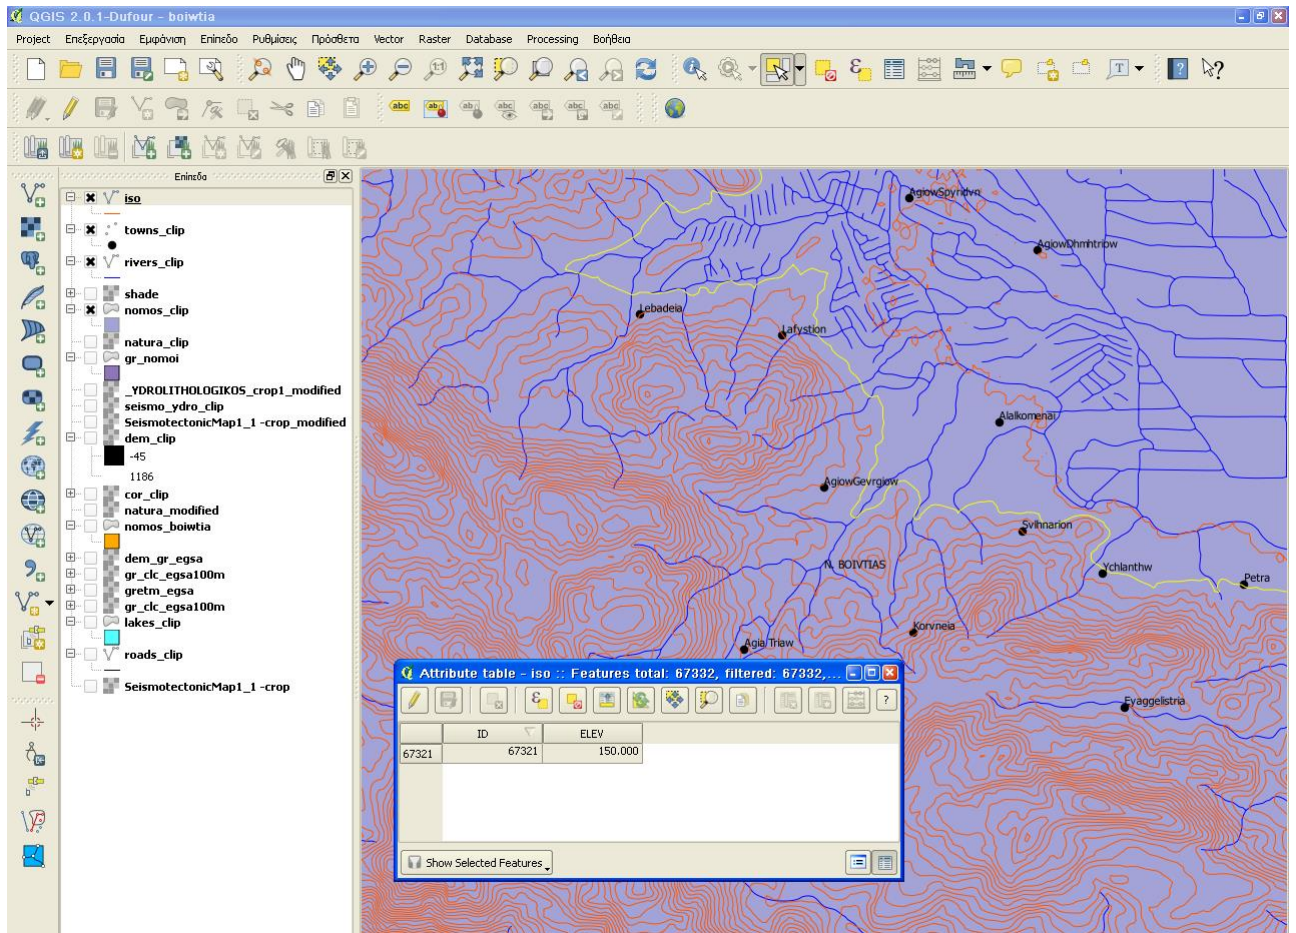 QGIS 2.0.1-Dufour - boiwtia
Project Επεξεργασία Εμφάνιση Επίπεδο Ρυθμίσεις Πρόσθετα Vector Raster Database Processing Βοήθεια
Επίπεδα
iso
towns_clip
rivers_clip
shade
nomos_clip
natura_clip
gr_nomoi
_YDROLITHOLOGIKOS_crop1_modified
seismo_ydro_clip
SeismotectonicMap1_1 -crop_modified
dem_clip
-45
1186
cor_clip
natura_modified
nomos_boiwtia
dem_gr_egsa
gr_clc_egsa100m
gretm_egsa
gr_clc_egsa100m
lakes_clip
roads_clip
SeismotectonicMap1_1 -crop
AgiowSpyridvn
AgiowDhmhtriow
Lebadeia
Lafystion
Alalkomenai
AgiowGevrgiow
Svihnarion
N. BOIVTIAS
Ychlanthw
Petra
Korvneia
Agia Triaw
Evaggelistria
Attribute table - iso :: Features total: 67332, filtered: 67332,...
ID ELEV
67321 67321 150.000
Show Selected Features